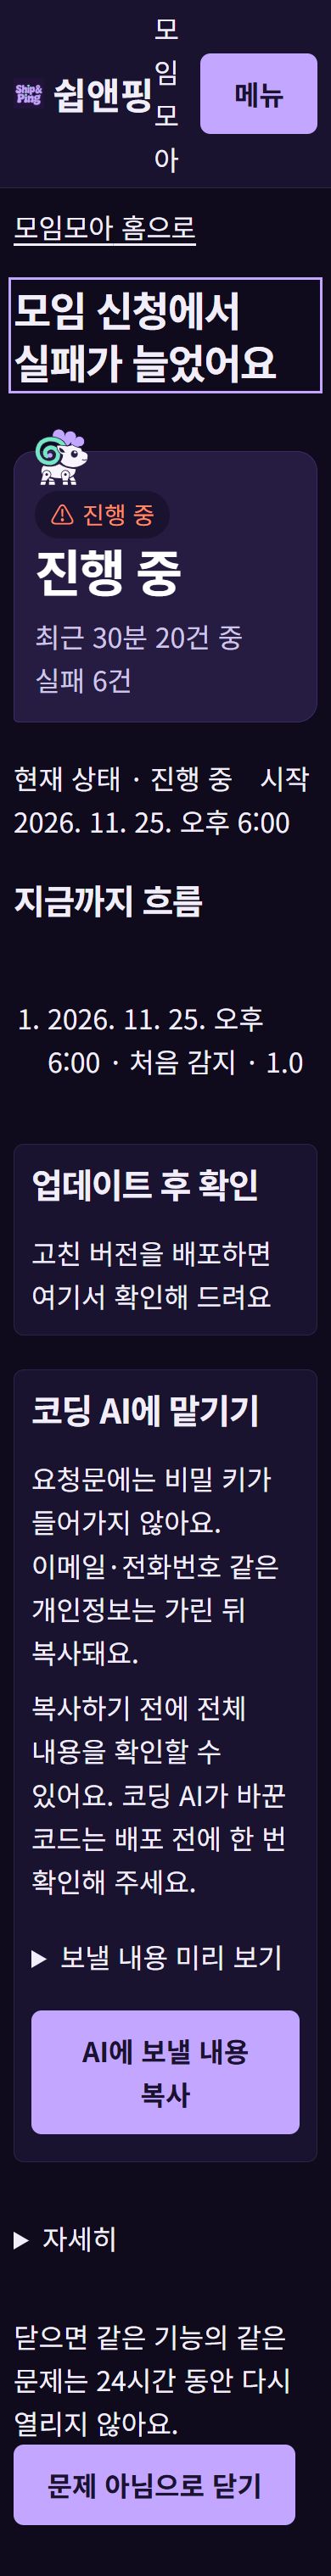 Ship&
Ping
쉽앤핑
모
임
모
아
메뉴
모임모아 홈으로
모임 신청에서
실패가 늘었어요
진행 중
진행 중
최근 30분 20건 중
실패 6건
현재 상태 · 진행 중 시작
2026. 11. 25. 오후 6:00
지금까지 흐름
1. 2026. 11. 25. 오후
6:00 · 처음 감지 · 1.0
업데이트 후 확인
고친 버전을 배포하면
여기서 확인해 드려요
코딩 AI에 맡기기
요청문에는 비밀 키가
들어가지 않아요.
이메일·전화번호 같은
개인정보는 가린 뒤
복사돼요.
복사하기 전에 전체
내용을 확인할 수
있어요. 코딩 AI가 바꾼
코드는 배포 전에 한 번
확인해 주세요.
보낼 내용 미리 보기
AI에 보낼 내용
복사
자세히
닫으면 같은 기능의 같은
문제는 24시간 동안 다시
열리지 않아요.
문제 아님으로 닫기